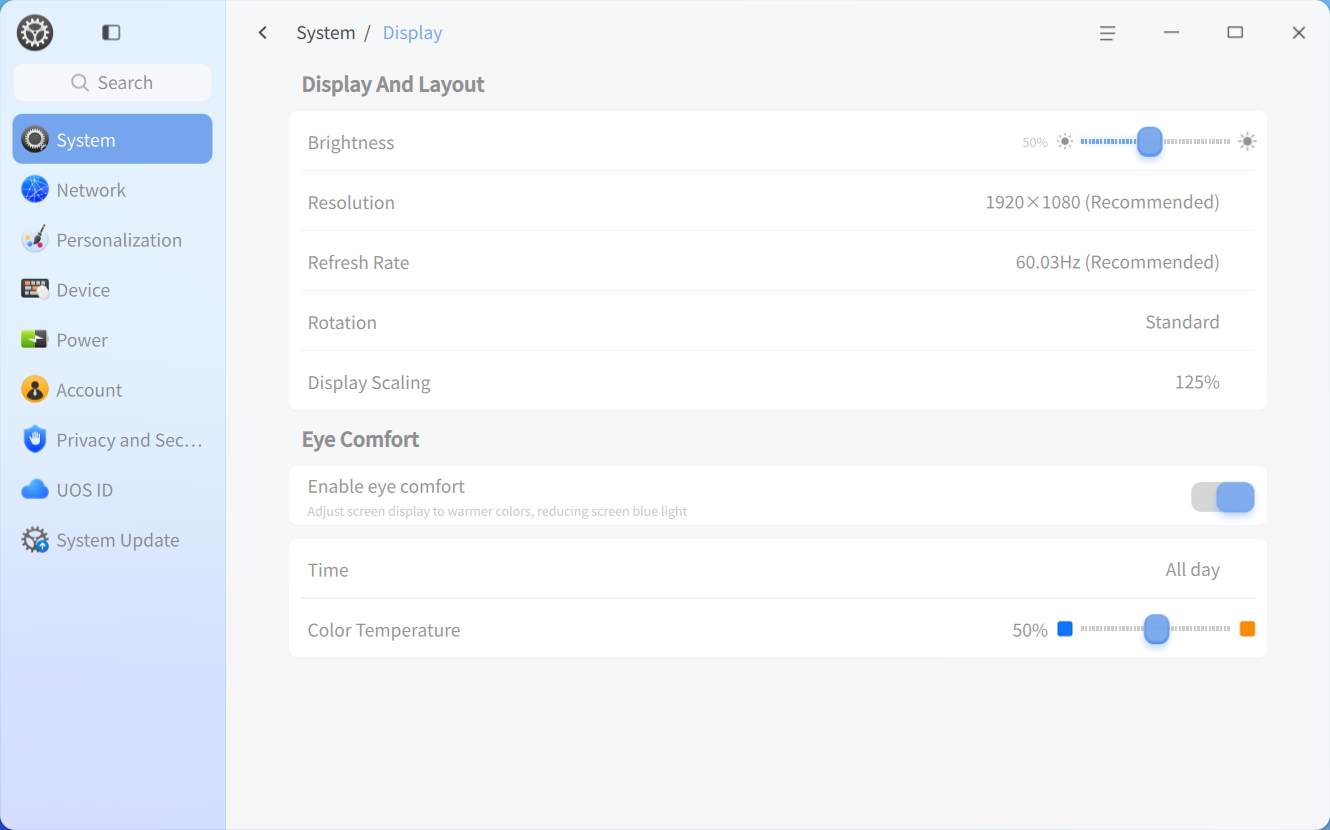 System / Display
Search
System
Network
Personalization
Device
Power
Account
Privacy and Sec...
UOS ID
System Update
Display And Layout
Brightness 50%
Resolution 1920×1080 (Recommended)
Refresh Rate 60.03Hz (Recommended)
Rotation Standard
Display Scaling 125%
Eye Comfort
Enable eye comfort
Adjust screen display to warmer colors, reducing screen blue light
Time All day
Color Temperature 50%